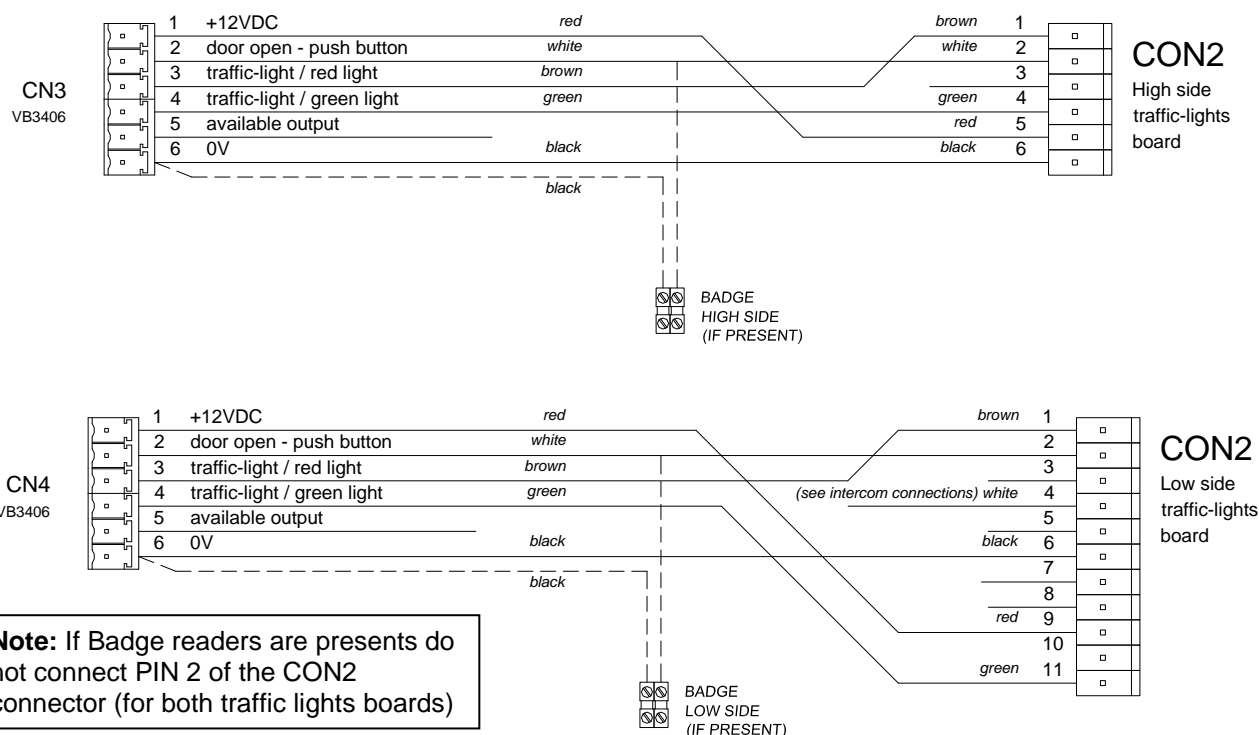 1 +12VDC red brown 1
2 door open - push button white white 2
3 traffic-light / red light brown 3
4 traffic-light / green light green green 4
5 available output red 5
6 0V black black 6
black
CN3
VB3406
CON2
High side
traffic-lights
board
BADGE
HIGH SIDE
(IF PRESENT)
1 +12VDC red brown 1
2 door open - push button white 2
3 traffic-light / red light brown 3
4 traffic-light / green light green (see intercom connections) white 4
5 available output 5
6 0V black black 6
black
7
8
red 9
10
green 11
CN4
VB3406
CON2
Low side
traffic-lights
board
Note: If Badge readers are presents do
not connect PIN 2 of the CON2
connector (for both traffic lights boards)
BADGE
LOW SIDE
(IF PRESENT)